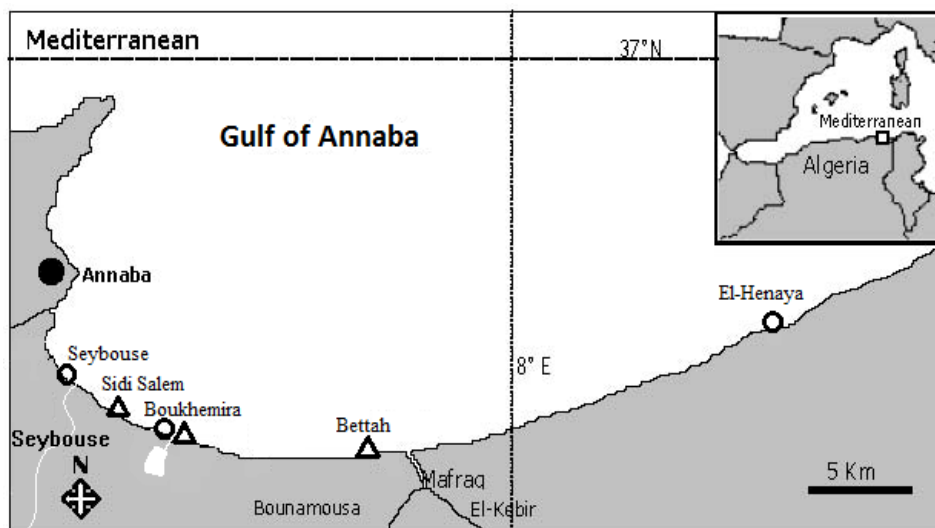 Mediterranean
37°N
Gulf of Annaba
Mediterranean
Algeria
Annaba
El-Henaya
Seybouse
8° E
Sidi Salem
Boukhemira
Bettah
Seybouse
N
Mafrag
5 Km
Bounamousa
El-Kebir